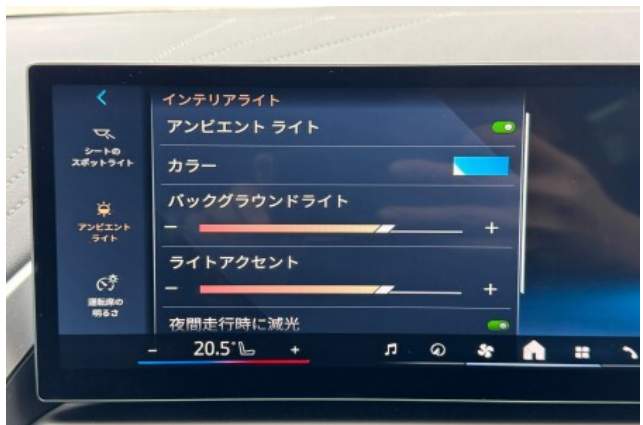 インテリアライト
アンビエント ライト
シートの
スポットライト
カラー
バックグラウンドライト
アンビエント
ライト
- +
ライトアクセント
- +
運転席の
明るさ
夜間走行時に減光
- 20.5° +